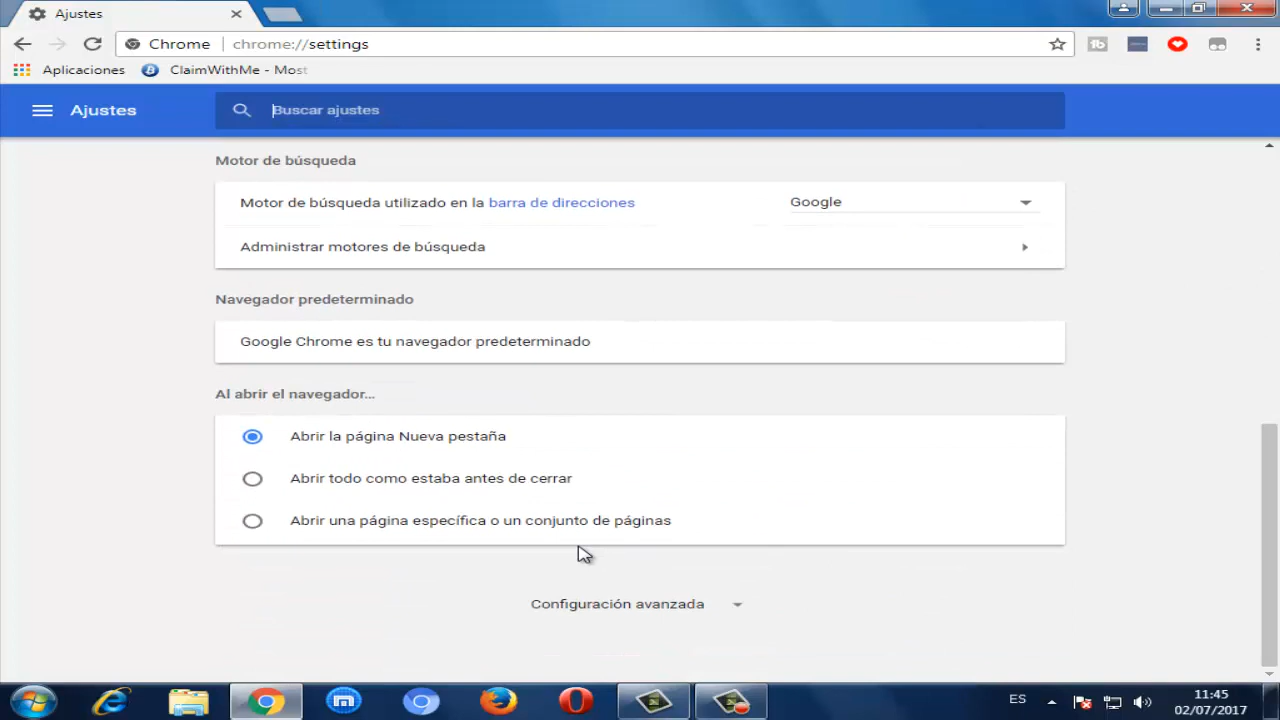 Ajustes
Chrome chrome://settings
Aplicaciones ClaimWithMe - Most
Ajustes Buscar ajustes
Motor de búsqueda
Motor de búsqueda utilizado en la barra de direcciones Google
Administrar motores de búsqueda
Navegador predeterminado
Google Chrome es tu navegador predeterminado
Al abrir el navegador...
Abrir la página Nueva pestaña
Abrir todo como estaba antes de cerrar
Abrir una página específica o un conjunto de páginas
Configuración avanzada
ES 11:45
02/07/2017